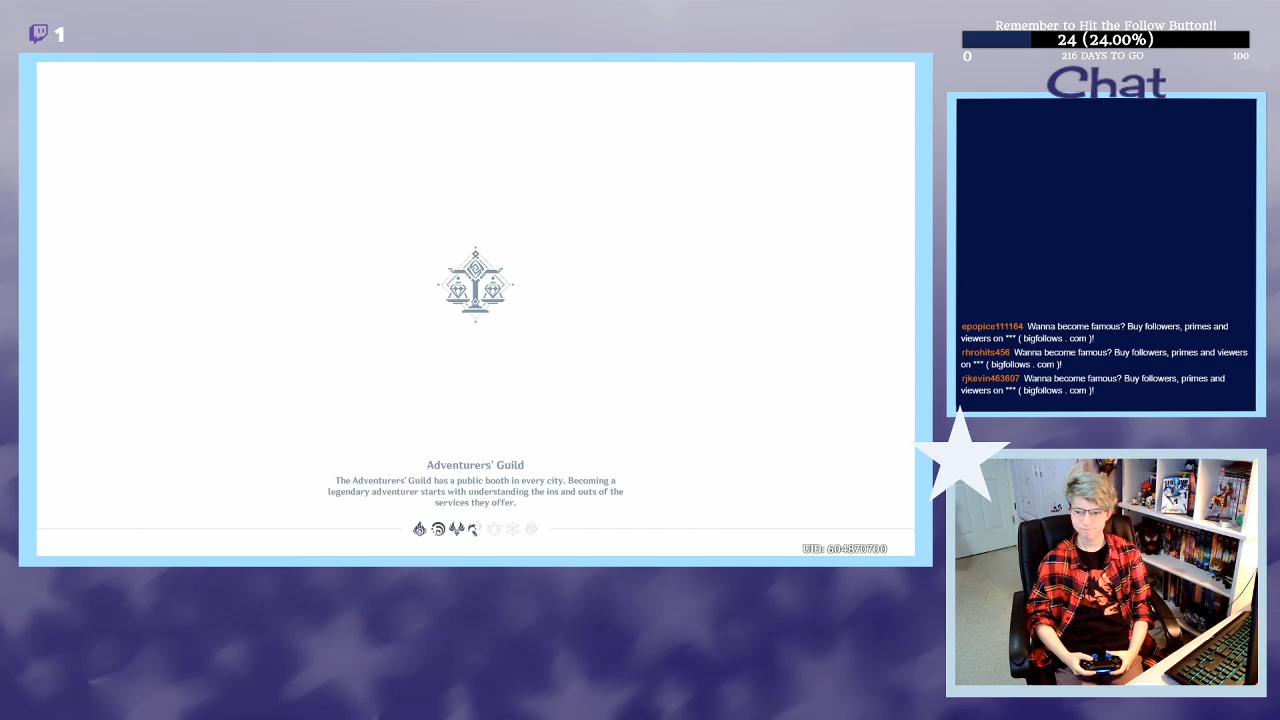 1
Remember to Hit the Follow Button!!
24 (24.00%)
0 216 DAYS TO GO 100
Chat
epopice111164 Wanna become famous? Buy followers, primes and
viewers on *** ( bigfollows . com )!
rhrohits456 Wanna become famous? Buy followers, primes and viewers
on *** ( bigfollows . com )!
rjkevin463607 Wanna become famous? Buy followers, primes and
viewers on *** ( bigfollows . com )!
Adventurers' Guild
The Adventurers' Guild has a public booth in every city. Becoming a
legendary adventurer starts with understanding the ins and outs of the
services they offer.
UID: 604870700